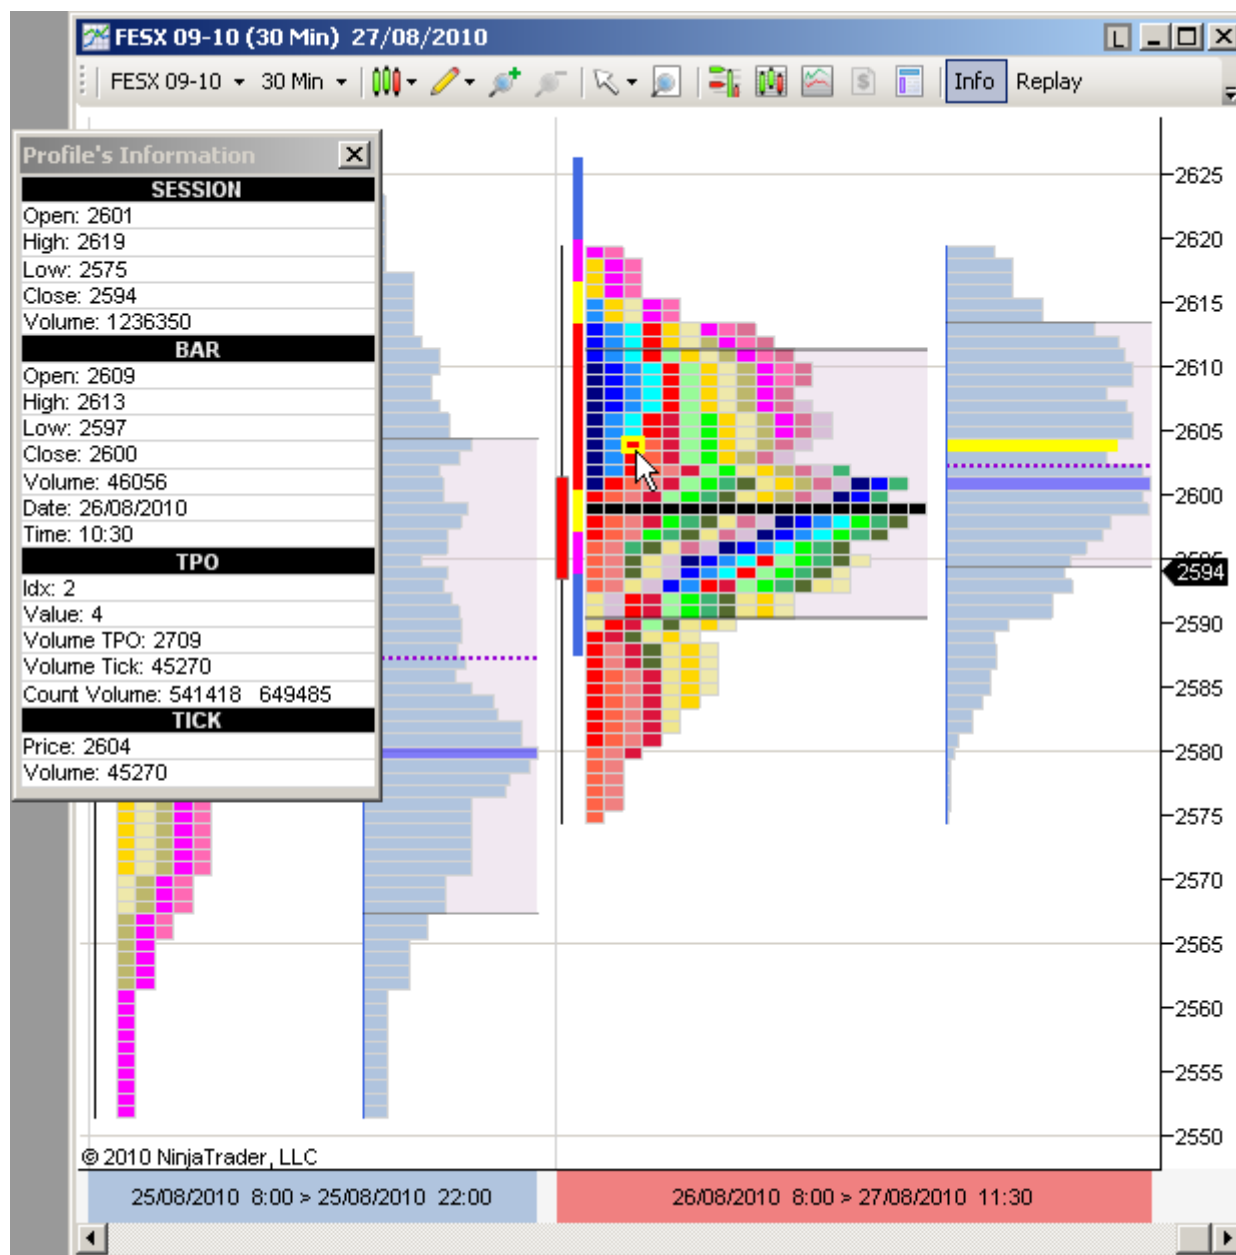 FESX 09-10 (30 Min) 27/08/2010
L
FESX 09-10 30 Min Info Replay
Profile's Information
SESSION
Open: 2601
High: 2619
Low: 2575
Close: 2594
Volume: 1236350
BAR
Open: 2609
High: 2613
Low: 2597
Close: 2600
Volume: 46056
Date: 26/08/2010
Time: 10:30
TPO
Idx: 2
Value: 4
Volume TPO: 2709
Volume Tick: 45270
Count Volume: 541418 649485
TICK
Price: 2604
Volume: 45270
2625
2620
2615
2610
2605
2600
2595
2594
2590
2585
2580
2575
2570
2565
2560
2555
2550
© 2010 NinjaTrader, LLC
25/08/2010 8:00 > 25/08/2010 22:00
26/08/2010 8:00 > 27/08/2010 11:30